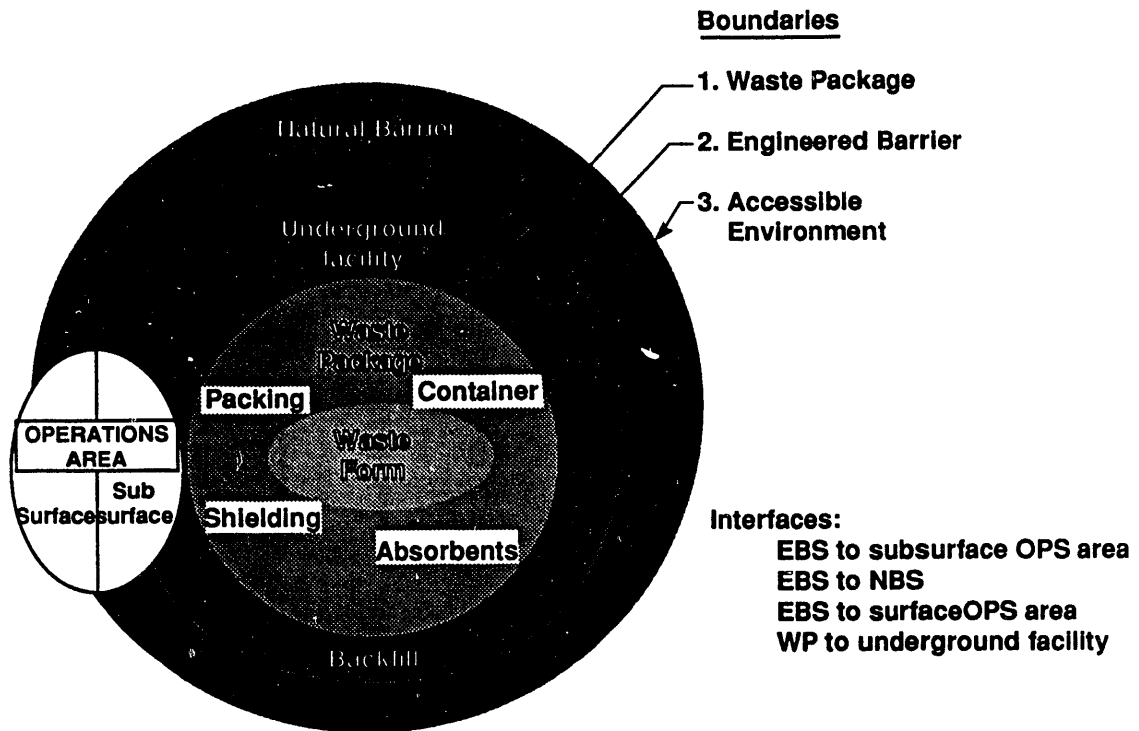 Boundaries
1. Waste Package
2. Engineered Barrier
3. Accessible
Environment
Natural Barrier
Underground
facility
Waste
Package
Packing
Container
Waste
Form
Shielding
Absorbents
Backfill
OPERATIONS
AREA
Surface
Sub
surface
Interfaces:
EBS to subsurface OPS area
EBS to NBS
EBS to surfaceOPS area
WP to underground facility